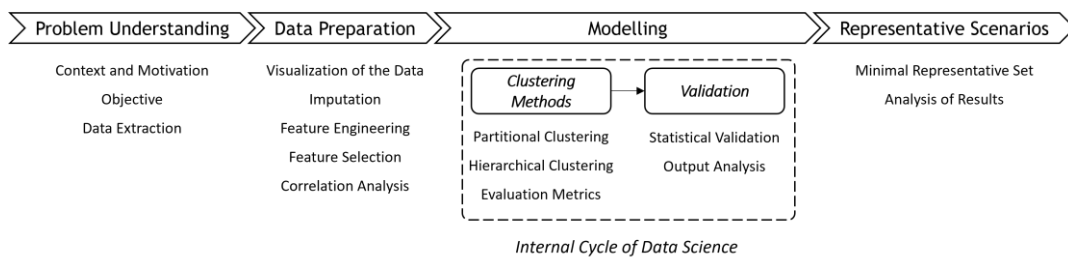 Problem Understanding
Data Preparation
Modelling
Representative Scenarios
Context and Motivation
Objective
Data Extraction
Visualization of the Data
Imputation
Feature Engineering
Feature Selection
Correlation Analysis
Clustering
Methods
Validation
Partitional Clustering
Hierarchical Clustering
Evaluation Metrics
Statistical Validation
Output Analysis
Minimal Representative Set
Analysis of Results
Internal Cycle of Data Science